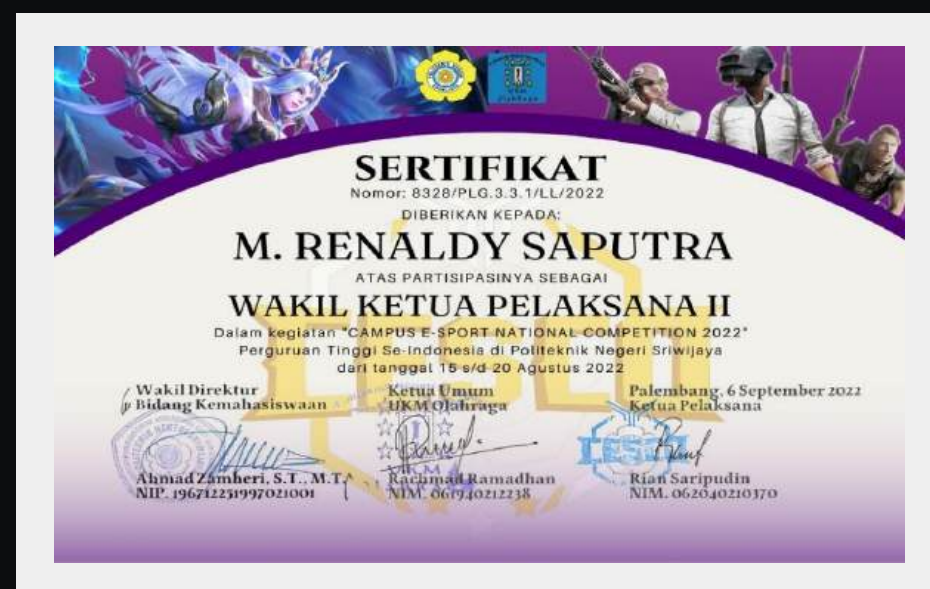 SERTIFIKAT
Nomor: 8328/PLG.3.3.1/LL/2022
DIBERIKAN KEPADA:
M. RENALDY SAPUTRA
ATAS PARTISIPASINYA SEBAGAI
WAKIL KETUA PELAKSANA II
Dalam kegiatan "CAMPUS E-SPORT NATIONAL COMPETITION 2022"
Perguruan Tinggi Se-Indonesia di Politeknik Negeri Sriwijaya
dari tanggal 15 s/d 20 Agustus 2022
Wakil Direktur
Bidang Kemahasiswaan
Ahmad Zamheri, S.T., M.T.
NIP. 196712251997021001
Ketua Umum
UKM Olahraga
Rachmad Ramadhan
NIM. 061940212238
Palembang, 6 September 2022
Ketua Pelaksana
CESCO
Rian Saripudin
NIM. 062040210370